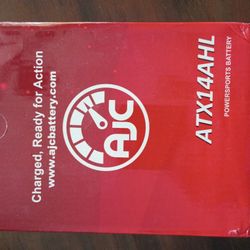 Charged, Ready for Action
www.ajcbattery.com
AJC
ATX14AHL
POWERSPORTS BATTERY